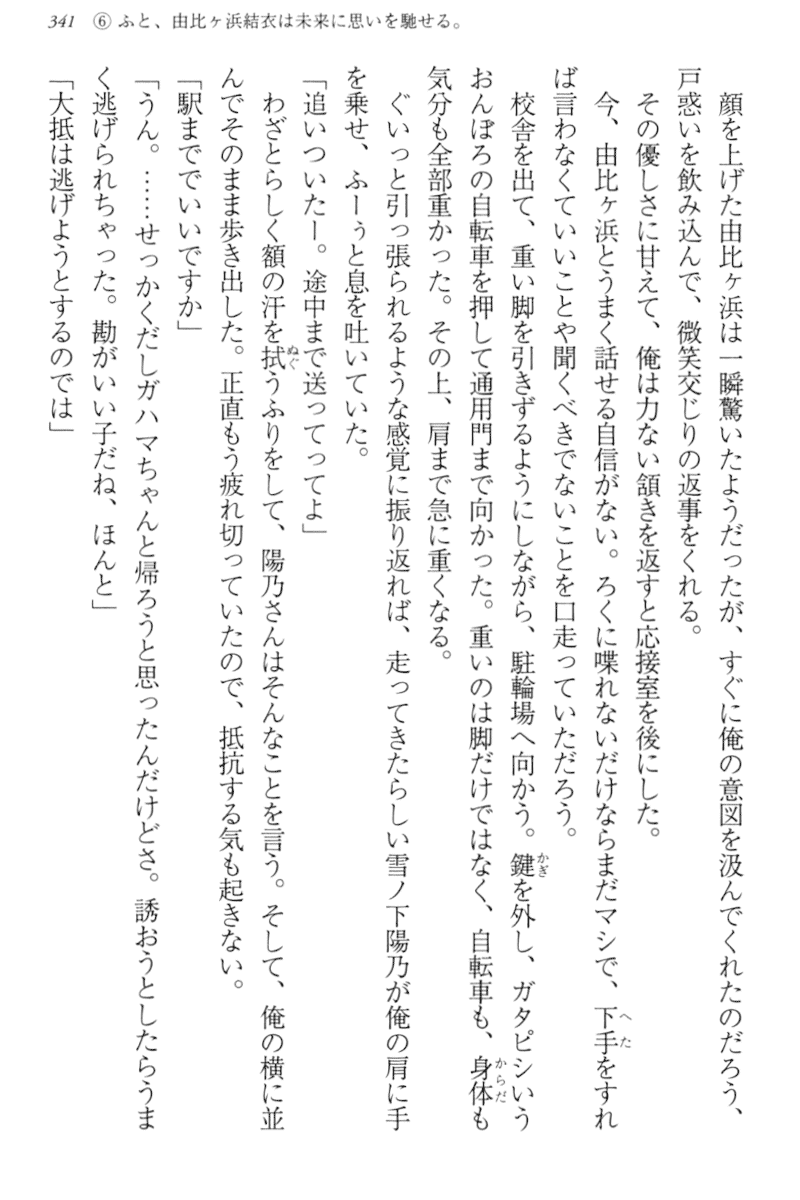 341 ⑥ ふと、由比ヶ浜結衣は未来に思いを馳せる。
　顔を上げた由比ヶ浜は一瞬驚いたようだったが、すぐに俺の意図を汲んでくれたのだろう、
戸惑いを飲み込んで、微笑交じりの返事をくれる。
　その優しさに甘えて、俺は力ない頷きを返すと応接室を後にした。
　今、由比ヶ浜とうまく話せる自信がない。ろくに喋れないだけならまだマシで、下手をすれ
ば言わなくていいことや聞くべきでないことを口走っていただろう。
　校舎を出て、重い脚を引きずるようにしながら、駐輪場へ向かう。鍵を外し、ガタピシいう
おんぼろの自転車を押して通用門まで向かった。重いのは脚だけではなく、自転車も、身体も
気分も全部重かった。その上、肩まで急に重くなる。
　ぐいっと引っ張られるような感覚に振り返れば、走ってきたらしい雪ノ下陽乃が俺の肩に手
を乗せ、ふーぅと息を吐いていた。
「追いついたー。途中まで送ってってよ」
　わざとらしく額の汗を拭うふりをして、陽乃さんはそんなことを言う。そして、俺の横に並
んでそのまま歩き出した。正直もう疲れ切っていたので、抵抗する気も起きない。
「駅まででいいですか」
「うん。……せっかくだしガハマちゃんと帰ろうと思ったんだけどさ。誘おうとしたらうま
く逃げられちゃった。勘がいい子だね、ほんと」
「大抵は逃げようとするのでは」
へた
かぎ
からだ
ぬぐ